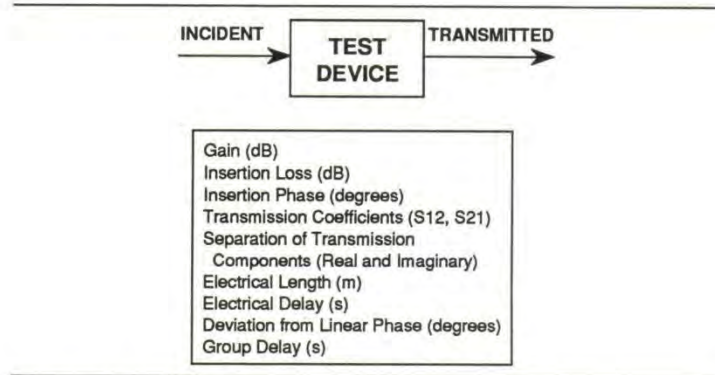 INCIDENT
TEST
DEVICE
TRANSMITTED
Gain (dB)
Insertion Loss (dB)
Insertion Phase (degrees)
Transmission Coefficients (S12, S21)
Separation of Transmission
Components (Real and Imaginary)
Electrical Length (m)
Electrical Delay (s)
Deviation from Linear Phase (degrees)
Group Delay (s)